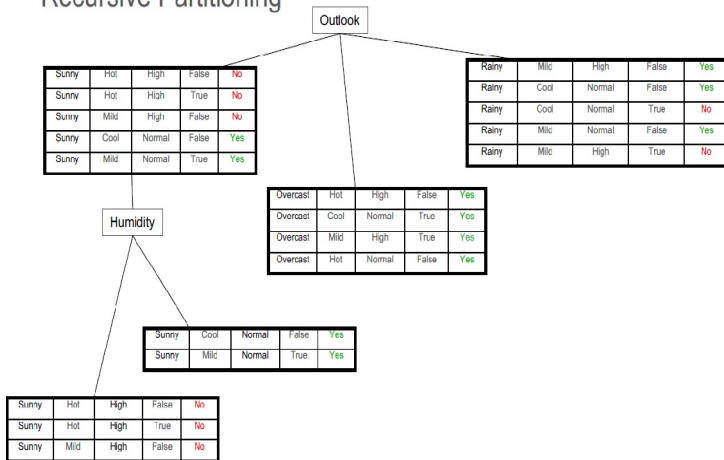 Recursive Partitioning
Outlook
Sunny Hot High False No
Sunny Hot High True No
Sunny Mild High False No
Sunny Cool Normal False Yes
Sunny Mild Normal True Yes
Rainy Mild High False Yes
Rainy Cool Normal False Yes
Rainy Cool Normal True No
Rainy Mild Normal False Yes
Rainy Mild High True No
Overcast Hot High False Yes
Overcast Cool Normal True Yes
Overcast Mild High True Yes
Overcast Hot Normal False Yes
Humidity
Sunny Cool Normal False Yes
Sunny Mild Normal True Yes
Sunny Hot High False No
Sunny Hot High True No
Sunny Mild High False No